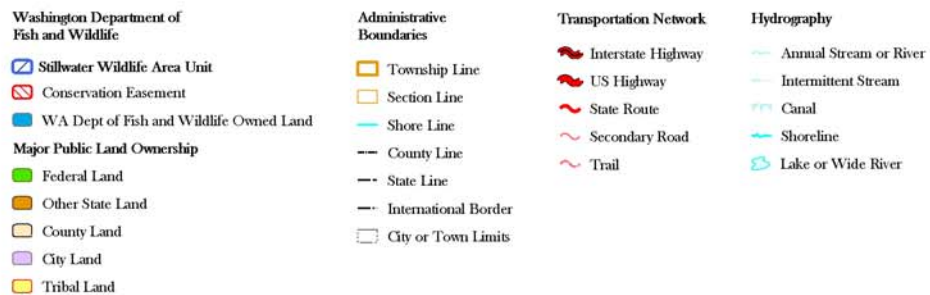 Washington Department of
Fish and Wildlife
Stillwater Wildlife Area Unit
Conservation Easement
WA Dept of Fish and Wildlife Owned Land
Major Public Land Ownership
Federal Land
Other State Land
County Land
City Land
Tribal Land
Administrative
Boundaries
Township Line
Section Line
Shore Line
County Line
State Line
International Border
City or Town Limits
Transportation Network
Interstate Highway
US Highway
State Route
Secondary Road
Trail
Hydrography
Annual Stream or River
Intermittent Stream
Canal
Shoreline
Lake or Wide River